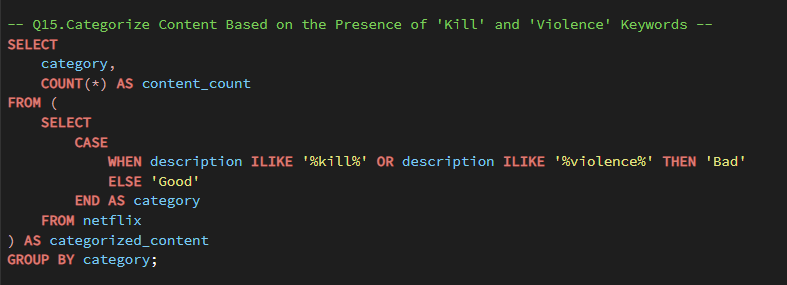 -- Q15.Categorize Content Based on the Presence of 'Kill' and 'Violence' Keywords --
SELECT
    category,
    COUNT(*) AS content_count
FROM (
    SELECT
        CASE
            WHEN description ILIKE '%kill%' OR description ILIKE '%violence%' THEN 'Bad'
            ELSE 'Good'
        END AS category
    FROM netflix
) AS categorized_content
GROUP BY category;